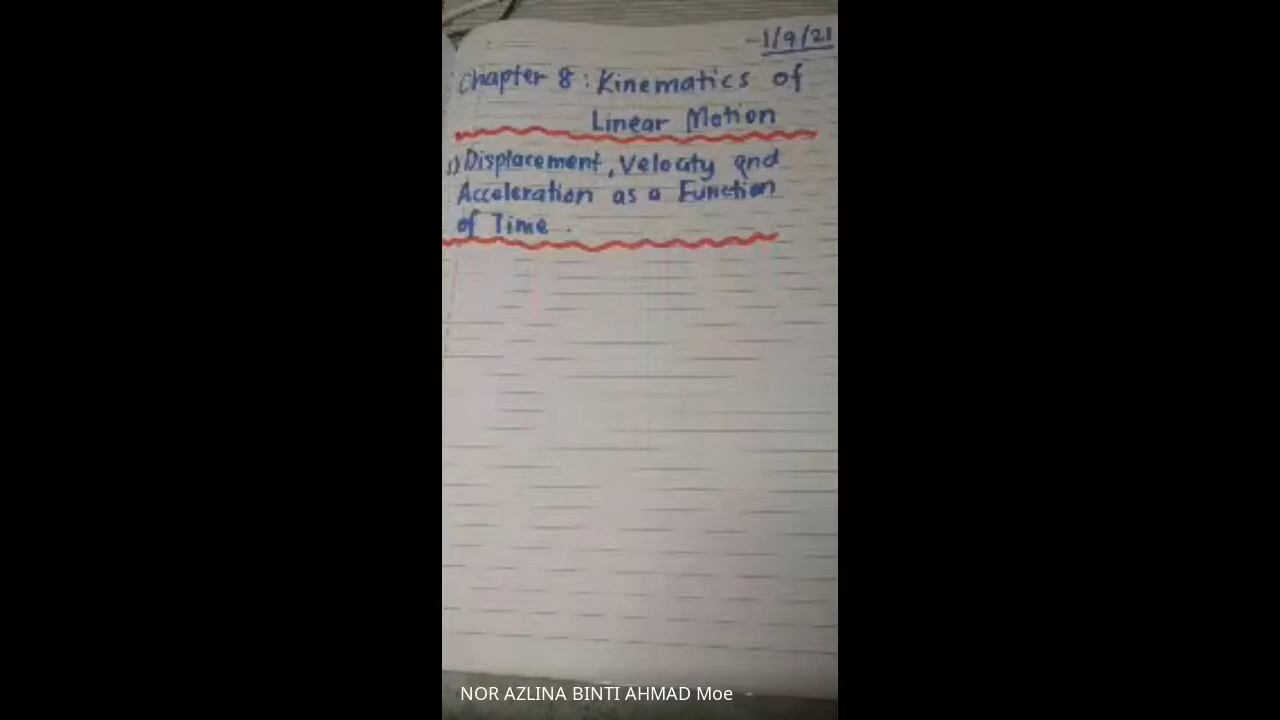 1/9/21
Chapter 8: Kinematics of
Linear Motion
1) Displacement, Velocity and
Acceleration as a Function
of Time.
NOR AZLINA BINTI AHMAD Moe